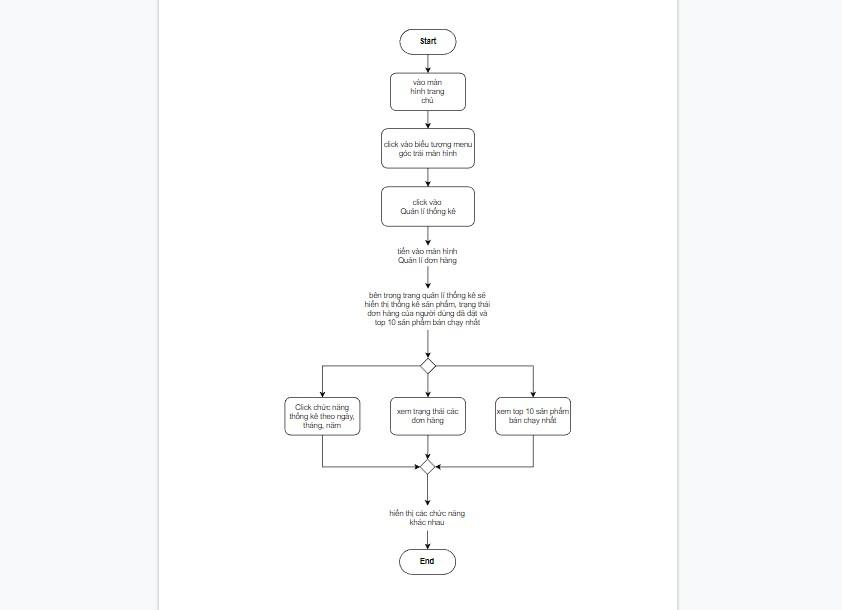 Start
vào màn
hình trang
chủ
click vào biểu tượng menu
góc trái màn hình
click vào
Quản lí thống kê
tiến vào màn hình
Quản lí đơn hàng
bên trong trang quản lí thống kê sẽ
hiển thị thống kê sản phẩm, trạng thái
đơn hàng của người dùng đã đặt và
top 10 sản phẩm bán chạy nhất
Click chức năng
thống kê theo ngày,
tháng, năm
xem trạng thái các
đơn hàng
xem top 10 sản phẩm
bán chạy nhất
hiển thị các chức năng
khác nhau
End